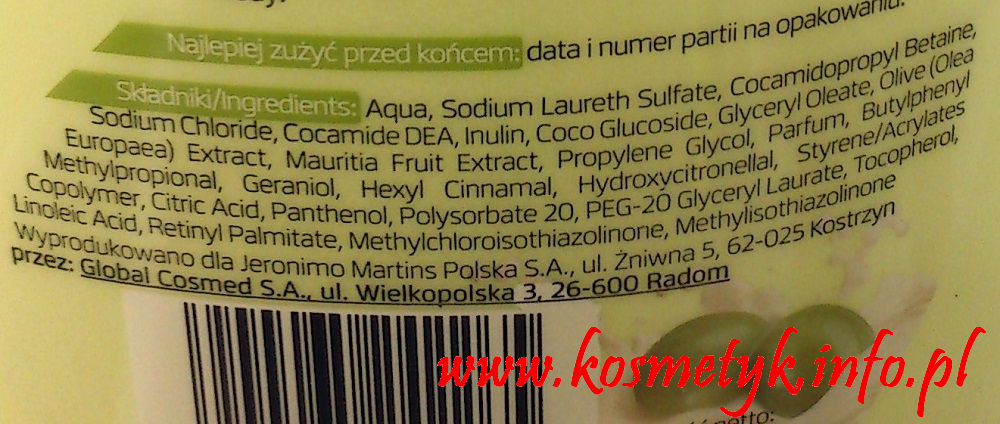 Najlepiej zużyć przed końcem: data i numer partii na opakowaniu.
Składniki/Ingredients: Aqua, Sodium Laureth Sulfate, Cocamidopropyl Betaine,
Sodium Chloride, Cocamide DEA, Inulin, Coco Glucoside, Glyceryl Oleate, Olive (Olea
Europaea) Extract, Mauritia Fruit Extract, Propylene Glycol, Parfum, Butylphenyl
Methylpropional, Geraniol, Hexyl Cinnamal, Hydroxycitronellal, Styrene/Acrylates
Copolymer, Citric Acid, Panthenol, Polysorbate 20, PEG-20 Glyceryl Laurate, Tocopherol,
Linoleic Acid, Retinyl Palmitate, Methylchloroisothiazolinone, Methylisothiazolinone
Wyprodukowano dla Jeronimo Martins Polska S.A., ul. Żniwna 5, 62-025 Kostrzyn
przez: Global Cosmed S.A., ul. Wielkopolska 3, 26-600 Radom
www.kosmetyk.info.pl
netto: